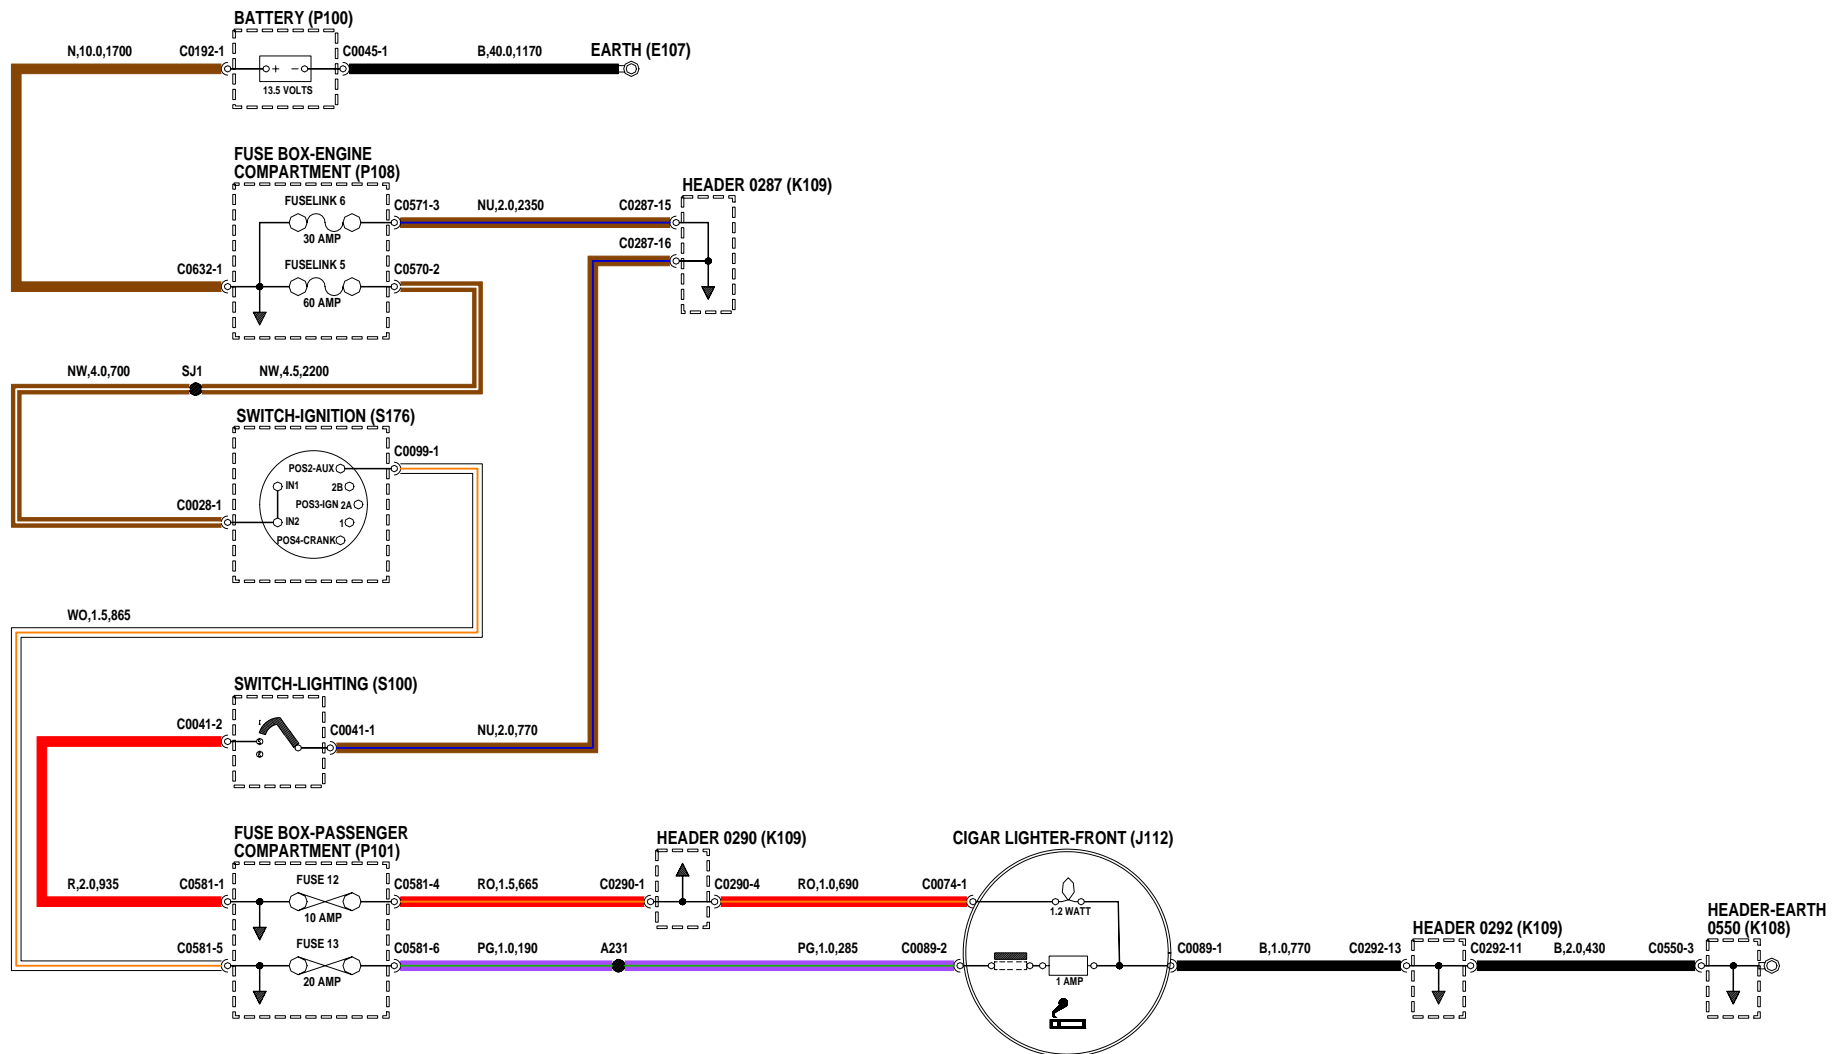 BATTERY (P100)
N,10.0,1700
C0192-1
C0045-1
B,40.0,1170
EARTH (E107)
+ –
13.5 VOLTS
FUSE BOX-ENGINE
COMPARTMENT (P108)
FUSELINK 6
30 AMP
C0571-3
NU,2.0,2350
C0287-15
HEADER 0287 (K109)
C0287-16
C0632-1
FUSELINK 5
60 AMP
C0570-2
NW,4.0,700
SJ1
NW,4.5,2200
SWITCH-IGNITION (S176)
C0099-1
POS2-AUX
IN1
2B
POS3-IGN
2A
C0028-1
IN2
1
POS4-CRANK
WO,1.5,865
SWITCH-LIGHTING (S100)
C0041-2
C0041-1
NU,2.0,770
FUSE BOX-PASSENGER
COMPARTMENT (P101)
HEADER 0290 (K109)
CIGAR LIGHTER-FRONT (J112)
R,2.0,935
C0581-1
FUSE 12
10 AMP
C0581-4
RO,1.5,665
C0290-1
C0290-4
RO,1.0,690
C0074-1
1.2 WATT
C0581-5
FUSE 13
20 AMP
C0581-6
PG,1.0,190
A231
PG,1.0,285
C0089-2
1 AMP
C0089-1
B,1.0,770
C0292-13
HEADER 0292 (K109)
C0292-11
B,2.0,430
C0550-3
HEADER-EARTH
0550 (K108)